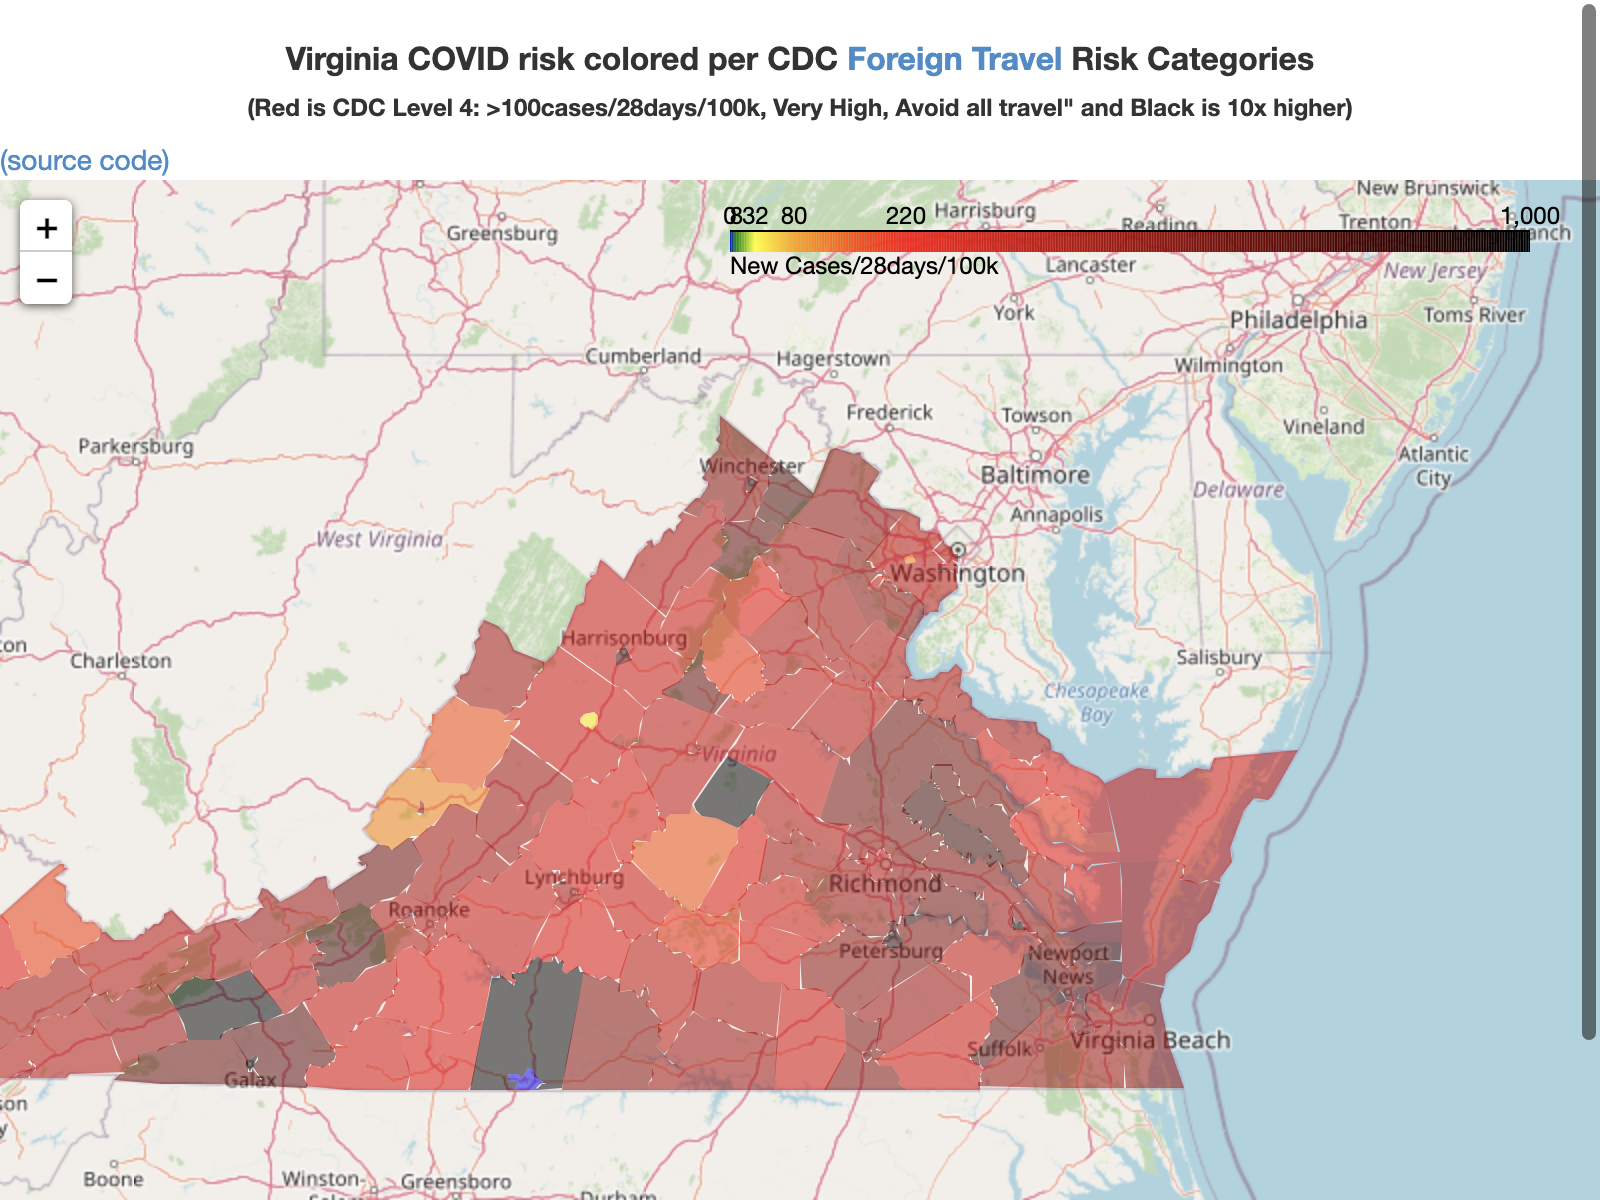 Virginia COVID risk colored per CDC Foreign Travel Risk Categories
(Red is CDC Level 4: >100cases/28days/100k, Very High, Avoid all travel" and Black is 10x higher)
(source code)
+
−
0 8 32 80 220 1,000
New Cases/28days/100k
New Brunswick
Harrisburg
Reading
Trenton
Greensburg
Lancaster
New Jersey
York
Philadelphia
Toms River
Cumberland
Hagerstown
Wilmington
Frederick
Towson
Vineland
Parkersburg
Atlantic
City
Winchester
Baltimore
Delaware
Annapolis
West Virginia
Washington
Harrisonburg
Charleston
Salisbury
Chesapeake
Bay
Virginia
Lynchburg
Richmond
Roanoke
Petersburg
Newport
News
Virginia Beach
Suffolk
Galax
Boone
Winston-
Greensboro
Durham